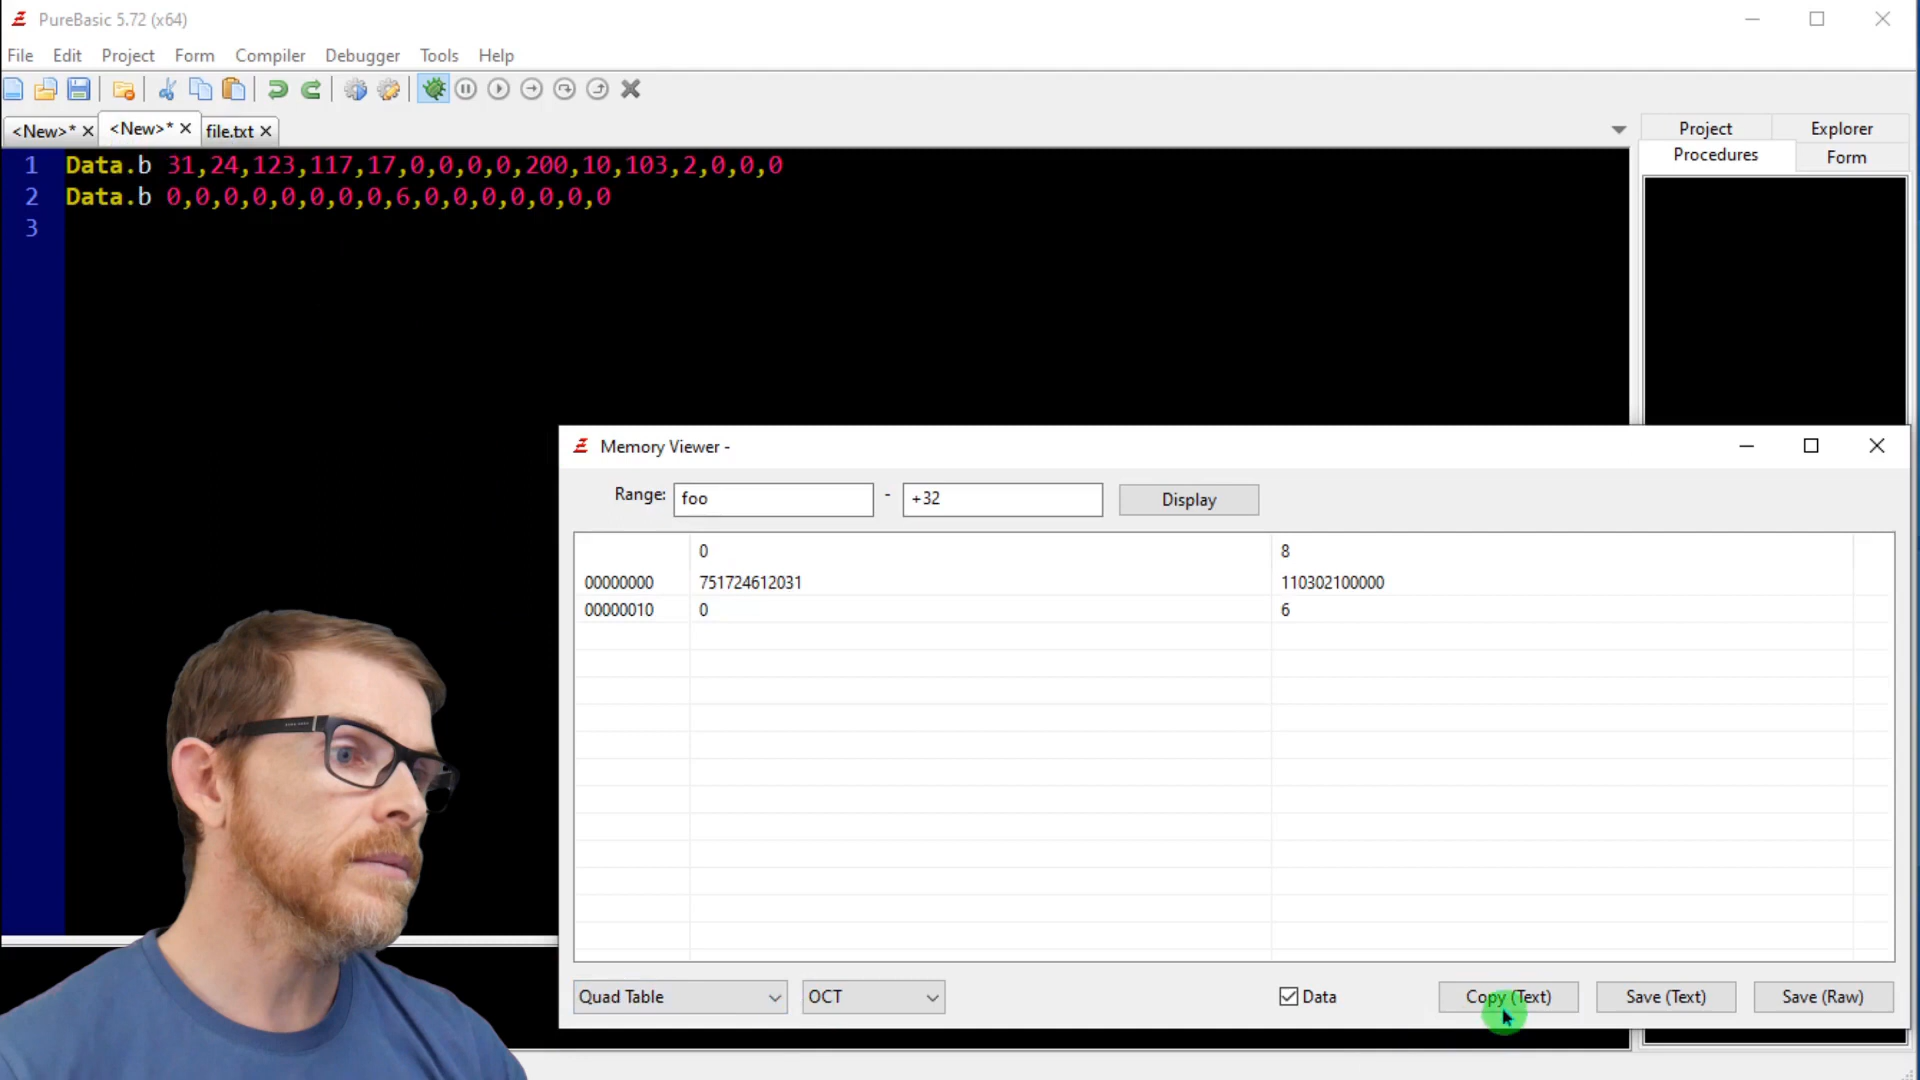 PureBasic 5.72 (x64)
File Edit Project Form Compiler Debugger Tools Help
<New>* <New>* file.txt
Project Explorer
Procedures Form
1 Data.b 31,24,123,117,17,0,0,0,0,200,10,103,2,0,0,0
2 Data.b 0,0,0,0,0,0,0,0,6,0,0,0,0,0,0,0
3
Memory Viewer -
Range: foo - +32 Display
0 8
00000000 751724612031 110302100000
00000010 0 6
Quad Table OCT Data Copy (Text) Save (Text) Save (Raw)